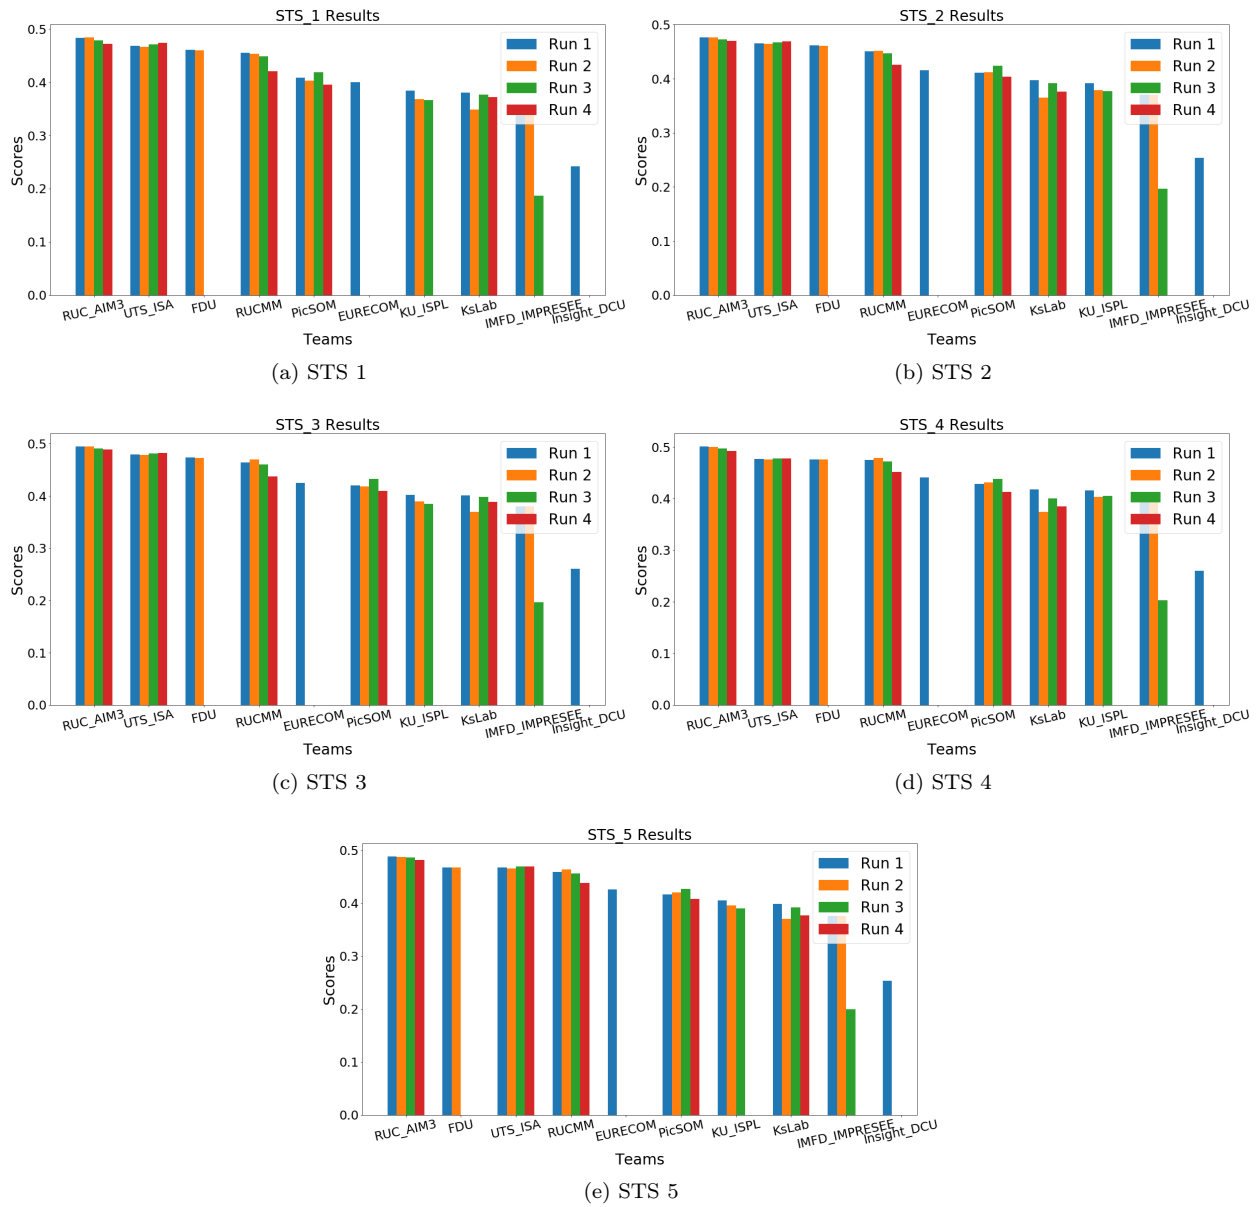 STS_1 Results
0.5
0.4
0.3
0.2
0.1
0.0
Scores
Run 1
Run 2
Run 3
Run 4
RUC_AIM3 UTS_ISA FDU RUCMM PicSOM EURECOM KU_ISPL KsLab IMFD_IMPRESEE Insight_DCU
Teams
(a) STS 1
STS_2 Results
0.5
0.4
0.3
0.2
0.1
0.0
Scores
Run 1
Run 2
Run 3
Run 4
RUC_AIM3 UTS_ISA FDU RUCMM EURECOM PicSOM KsLab KU_ISPL IMFD_IMPRESEE Insight_DCU
Teams
(b) STS 2
STS_3 Results
0.5
0.4
0.3
0.2
0.1
0.0
Scores
Run 1
Run 2
Run 3
Run 4
RUC_AIM3 UTS_ISA FDU RUCMM EURECOM PicSOM KU_ISPL KsLab IMFD_IMPRESEE Insight_DCU
Teams
(c) STS 3
STS_4 Results
0.5
0.4
0.3
0.2
0.1
0.0
Scores
Run 1
Run 2
Run 3
Run 4
RUC_AIM3 UTS_ISA FDU RUCMM EURECOM PicSOM KsLab KU_ISPL IMFD_IMPRESEE Insight_DCU
Teams
(d) STS 4
STS_5 Results
0.5
0.4
0.3
0.2
0.1
0.0
Scores
Run 1
Run 2
Run 3
Run 4
RUC_AIM3 FDU UTS_ISA RUCMM EURECOM PicSOM KU_ISPL KsLab IMFD_IMPRESEE Insight_DCU
Teams
(e) STS 5